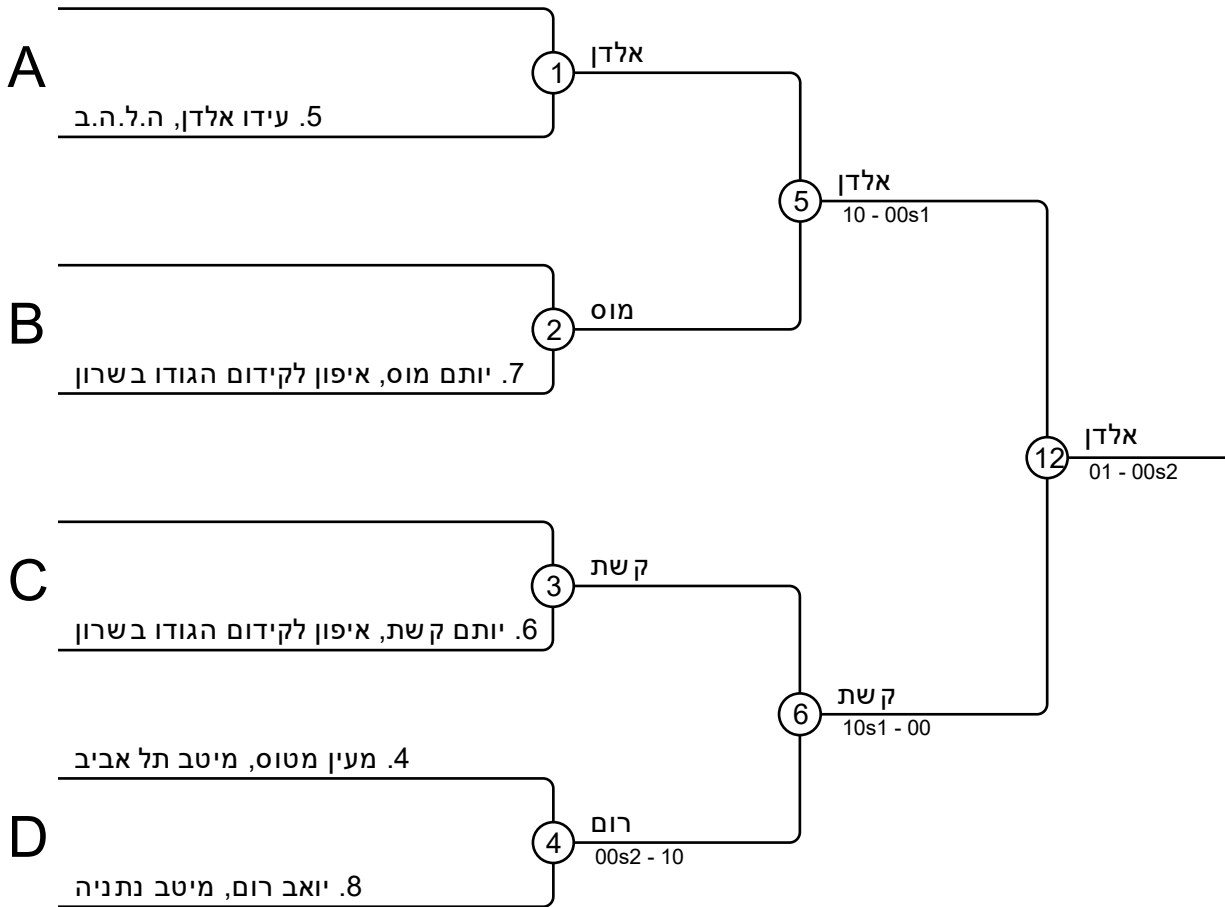 A
5. עידו אלדן, ה.ל.ה.ב
1
אלדן
5
אלדן
10 - 00s1
B
7. יותם מוס, איפון לקידום הגודו בשרון
2
מוס
12
אלדן
01 - 00s2
C
6. יותם קשת, איפון לקידום הגודו בשרון
3
קשת
6
קשת
10s1 - 00
4. מעין מטוס, מיטב תל אביב
D
8. יואב רום, מיטב נתניה
4
רום
00s2 - 10